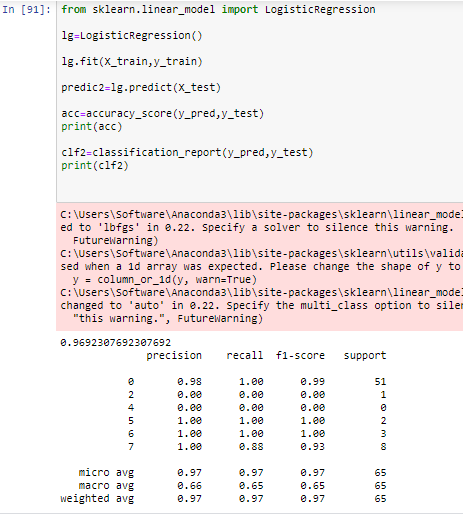 In [91]: from sklearn.linear_model import LogisticRegression
lg=LogisticRegression()
lg.fit(X_train,y_train)
predic2=lg.predict(X_test)
acc=accuracy_score(y_pred,y_test)
print(acc)
clf2=classification_report(y_pred,y_test)
print(clf2)
C:\Users\Software\Anaconda3\lib\site-packages\sklearn\linear_model
ed to 'lbfgs' in 0.22. Specify a solver to silence this warning.
FutureWarning)
C:\Users\Software\Anaconda3\lib\site-packages\sklearn\utils\valida
sed when a 1d array was expected. Please change the shape of y to
y = column_or_1d(y, warn=True)
C:\Users\Software\Anaconda3\lib\site-packages\sklearn\linear_model
changed to 'auto' in 0.22. Specify the multi_class option to silen
"this warning.", FutureWarning)
0.9692307692307692
precision recall f1-score support
0 0.98 1.00 0.99 51
2 0.00 0.00 0.00 1
4 0.00 0.00 0.00 0
5 1.00 1.00 1.00 2
6 1.00 1.00 1.00 3
7 1.00 0.88 0.93 8
micro avg 0.97 0.97 0.97 65
macro avg 0.66 0.65 0.65 65
weighted avg 0.97 0.97 0.97 65